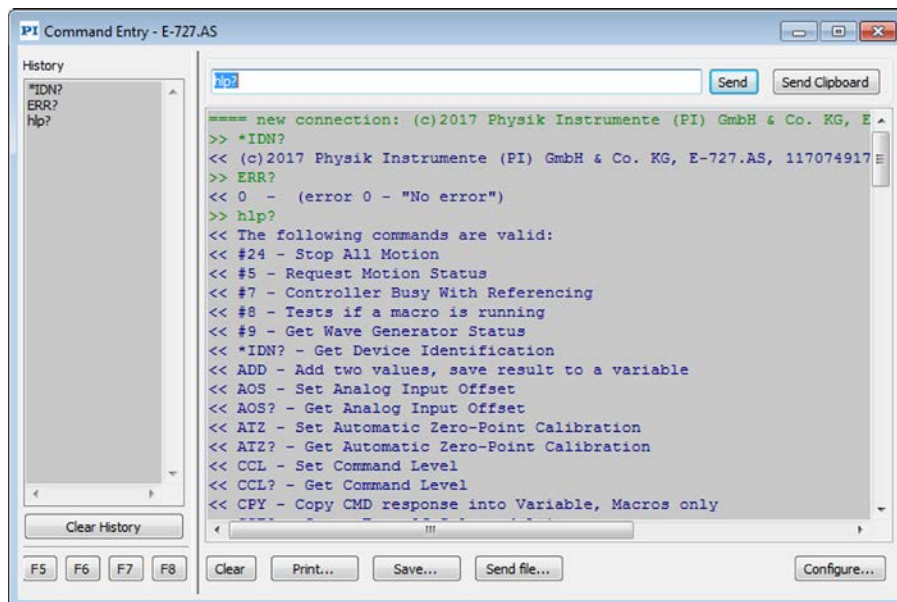 PI Command Entry - E-727.AS
History
*IDN?
ERR?
hlp?
Clear History
F5 F6 F7 F8
hlp? Send Send Clipboard
==== new connection: (c)2017 Physik Instrumente (PI) GmbH & Co. KG, E
>> *IDN?
<< (c)2017 Physik Instrumente (PI) GmbH & Co. KG, E-727.AS, 117074917
>> ERR?
<< 0 - (error 0 - "No error")
>> hlp?
<< The following commands are valid:
<< #24 - Stop All Motion
<< #5 - Request Motion Status
<< #7 - Controller Busy With Referencing
<< #8 - Tests if a macro is running
<< #9 - Get Wave Generator Status
<< *IDN? - Get Device Identification
<< ADD - Add two values, save result to a variable
<< AOS - Set Analog Input Offset
<< AOS? - Get Analog Input Offset
<< ATZ - Set Automatic Zero-Point Calibration
<< ATZ? - Get Automatic Zero-Point Calibration
<< CCL - Set Command Level
<< CCL? - Get Command Level
<< CPY - Copy CMD response into Variable, Macros only
Clear Print... Save... Send file... Configure...